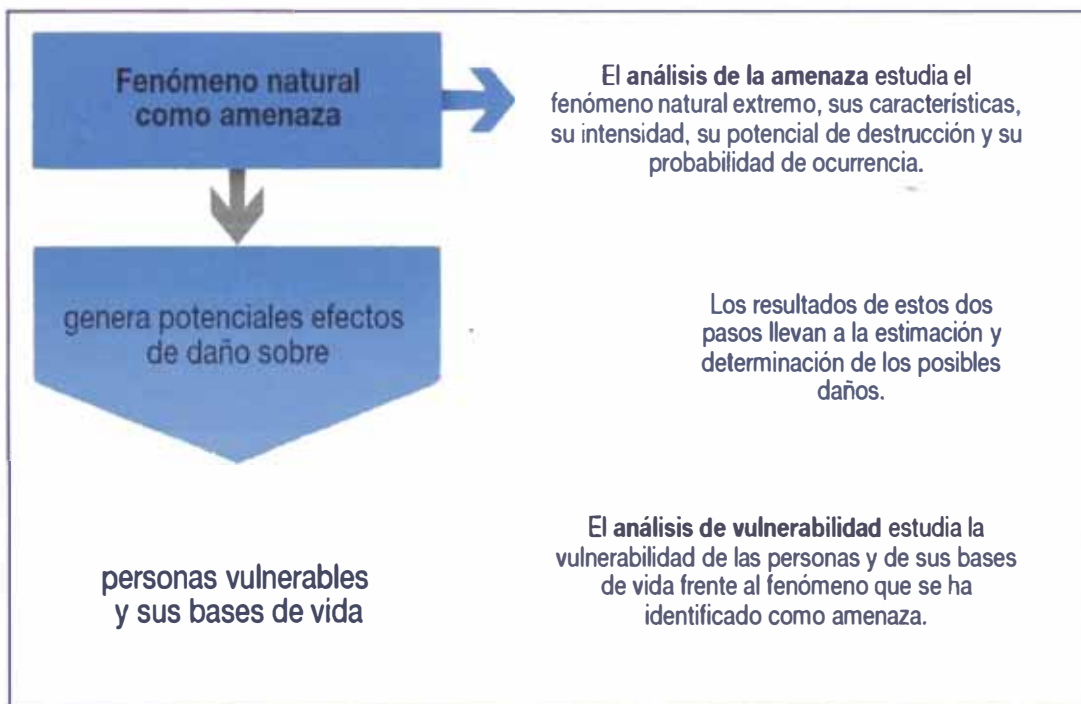 Fenómeno natural
como amenaza
El análisis de la amenaza estudia el
fenómeno natural extremo, sus características,
su intensidad, su potencial de destrucción y su
probabilidad de ocurrencia.
genera potenciales efectos
de daño sobre
Los resultados de estos dos
pasos llevan a la estimación y
determinación de los posibles
daños.
personas vulnerables
y sus bases de vida
El análisis de vulnerabilidad estudia la
vulnerabilidad de las personas y de sus bases
de vida frente al fenómeno que se ha
identificado como amenaza.